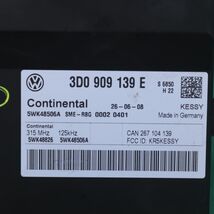 3D0 909 139 E
S 6850
H 22
Continental
26-06-08
KESSY
5WK48506A
SME-RBG 0002 0401
Made in Germany
315 MHz
125kHz
CAN 267 104 139
5WK48826
5WK48506A
FCC ID: KR5KESSY